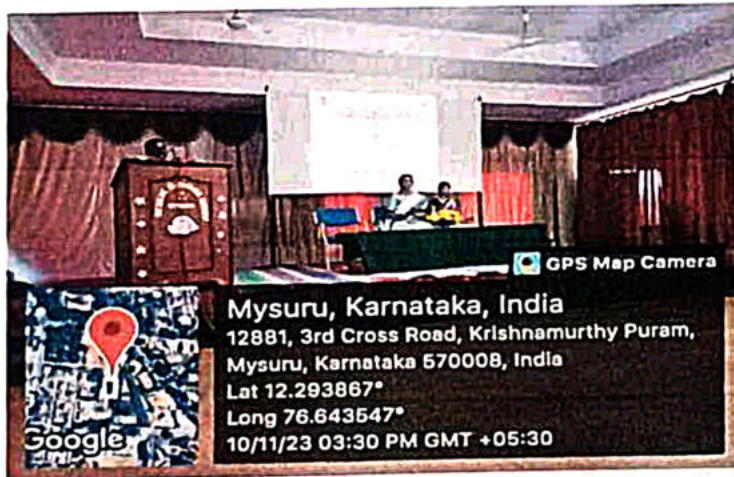 GPS Map Camera
Mysuru, Karnataka, India
12881, 3rd Cross Road, Krishnamurthy Puram,
Mysuru, Karnataka 570008, India
Lat 12.293867°
Long 76.643547°
10/11/23 03:30 PM GMT +05:30
Google